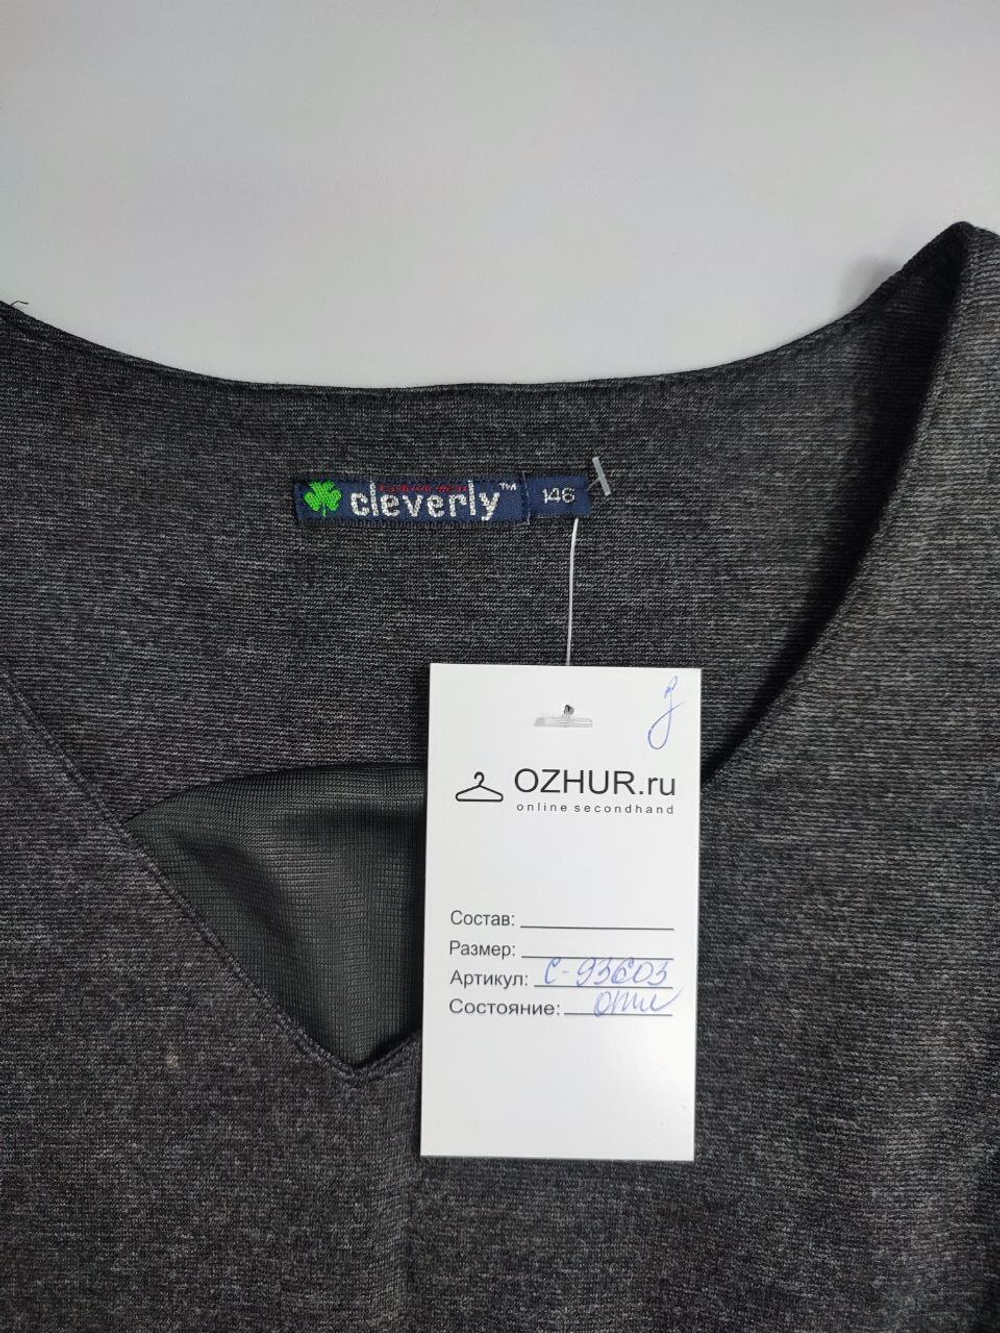 cleverly™ 146
OZHUR.ru
online secondhand
Состав:
Размер:
Артикул: С-93603
Состояние: отл